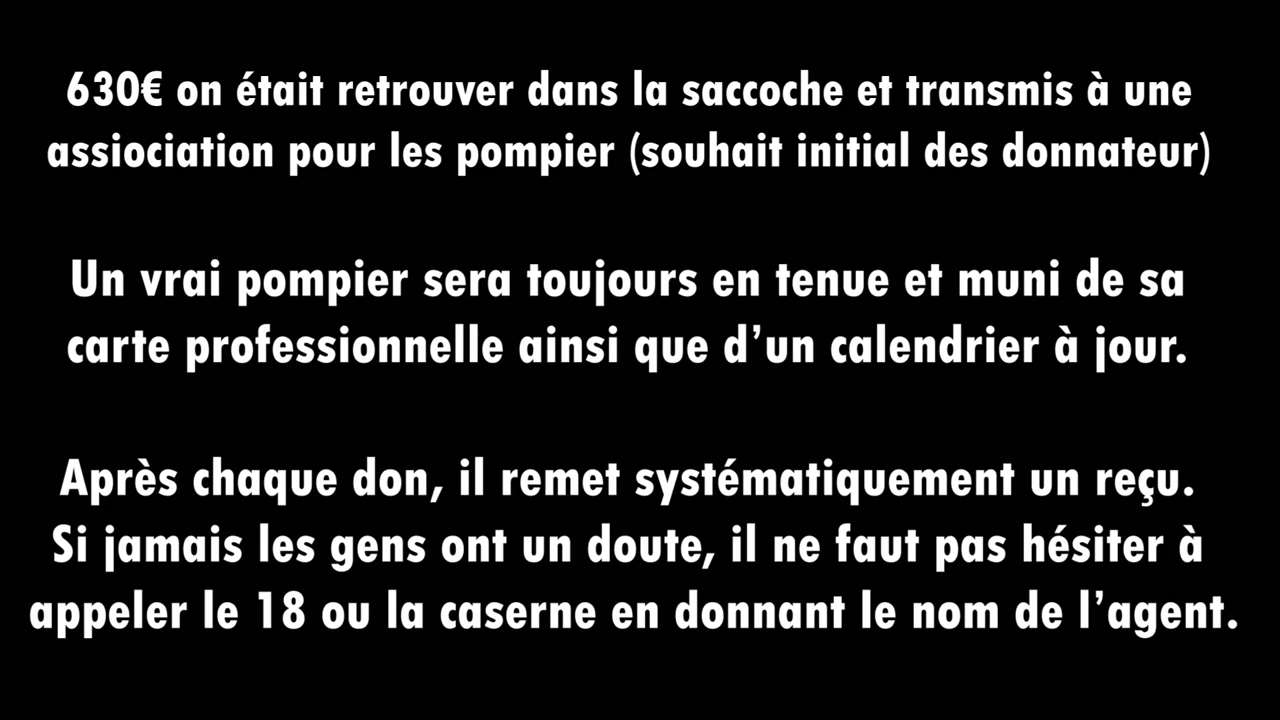 630€ on était retrouver dans la saccoche et transmis à une
assiociation pour les pompier (souhait initial des donnateur)
Un vrai pompier sera toujours en tenue et muni de sa
carte professionnelle ainsi que d’un calendrier à jour.
Après chaque don, il remet systématiquement un reçu.
Si jamais les gens ont un doute, il ne faut pas hésiter à
appeler le 18 ou la caserne en donnant le nom de l’agent.